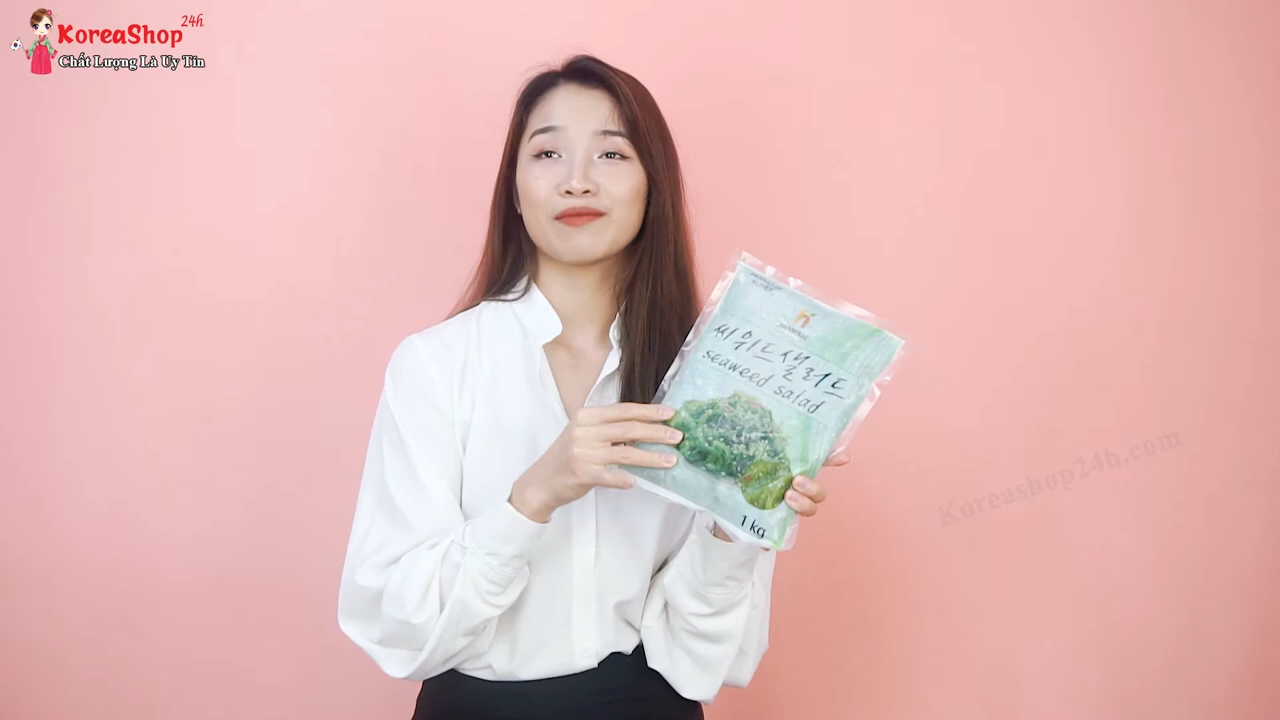 KoreaShop 24h
Chất Lượng Là Uy Tín
씨위드샐러드
seaweed salad
1 kg
Koreashop24h.com